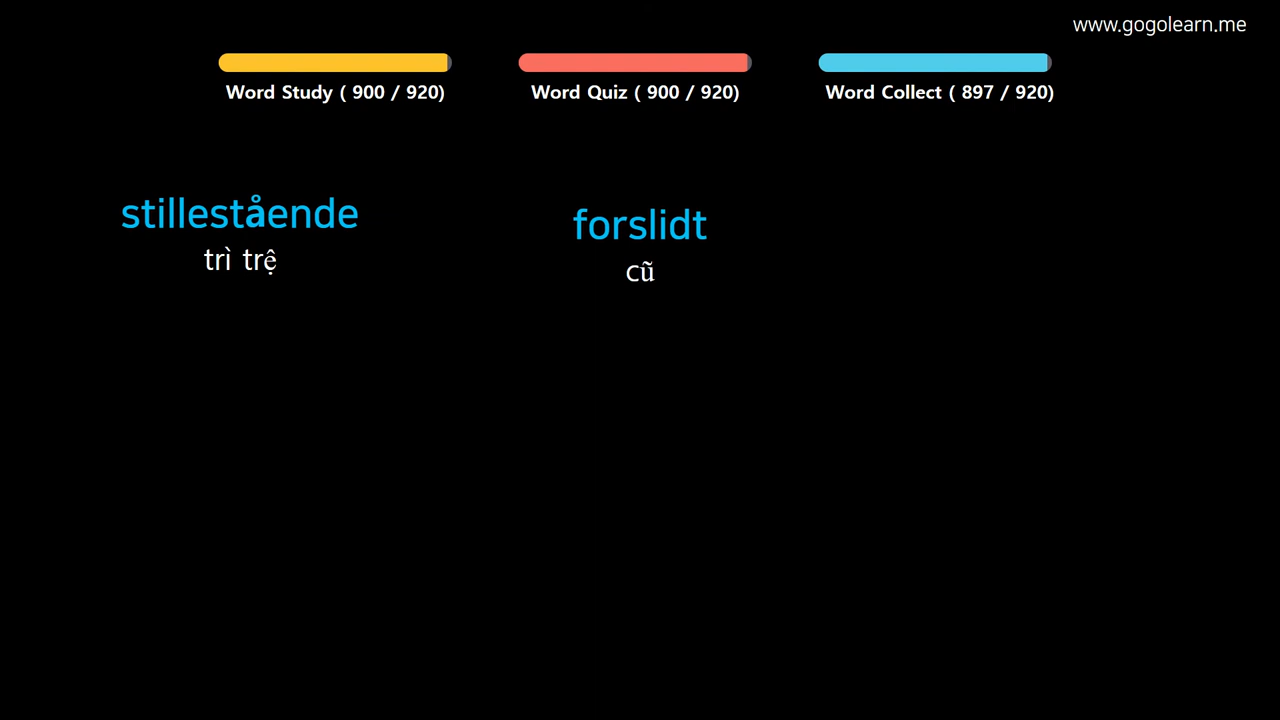 www.gogolearn.me
Word Study ( 900 / 920)
Word Quiz ( 900 / 920)
Word Collect ( 897 / 920)
stillestående
trì trệ
forslidt
cũ